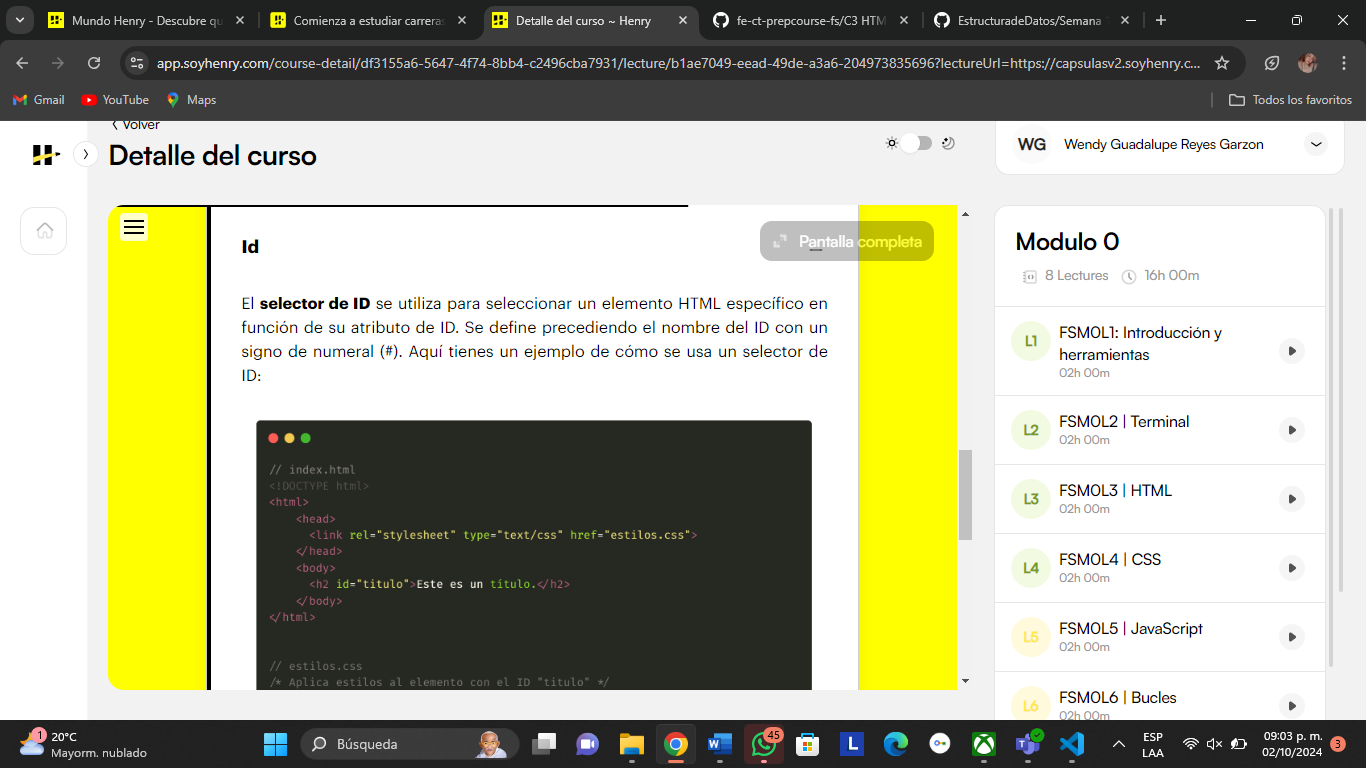 Mundo Henry - Descubre qu
Comienza a estudiar carreras
Detalle del curso ~ Henry
fe-ct-prepcourse-fs/C3 HTM
EstructuradeDatos/Semana
app.soyhenry.com/course-detail/df3155a6-5647-4f74-8bb4-c2496cba7931/lecture/b1ae7049-eead-49de-a3a6-204973835696?lectureUrl=https://capsulasv2.soyhenry.c...
Gmail
YouTube
Maps
Todos los favoritos
Volver
Detalle del curso
WG
Wendy Guadalupe Reyes Garzon
Pantalla completa
Id
El selector de ID se utiliza para seleccionar un elemento HTML específico en
función de su atributo de ID. Se define precediendo el nombre del ID con un
signo de numeral (#). Aquí tienes un ejemplo de cómo se usa un selector de
ID:
// index.html
<!DOCTYPE html>
<html>
<head>
<link rel="stylesheet" type="text/css" href="estilos.css">
</head>
<body>
<h2 id="titulo">Este es un título.</h2>
</body>
</html>
// estilos.css
/* Aplica estilos al elemento con el ID "titulo" */
Modulo 0
8 Lectures
16h 00m
L1
FSM0L1: Introducción y
herramientas
02h 00m
L2
FSM0L2 | Terminal
02h 00m
L3
FSM0L3 | HTML
02h 00m
L4
FSM0L4 | CSS
02h 00m
L5
FSM0L5 | JavaScript
02h 00m
L6
FSM0L6 | Bucles
02h 00m
1
20°C
Mayorm. nublado
Búsqueda
45
L
ESP
LAA
09:03 p. m.
02/10/2024
3